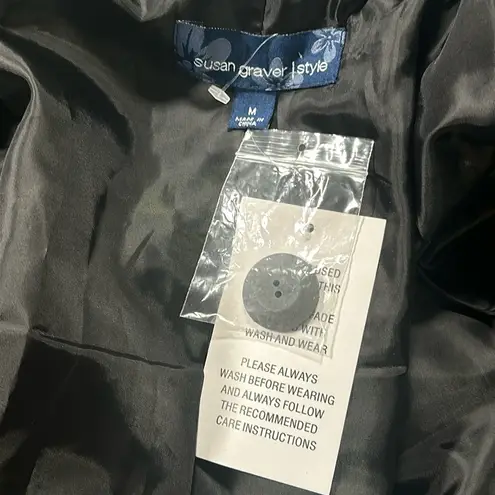 susan graver | style
M
MADE IN
CHINA
USED
THIS
ADE
WITH
WASH AND WEAR
PLEASE ALWAYS
WASH BEFORE WEARING
AND ALWAYS FOLLOW
THE RECOMMENDED
CARE INSTRUCTIONS